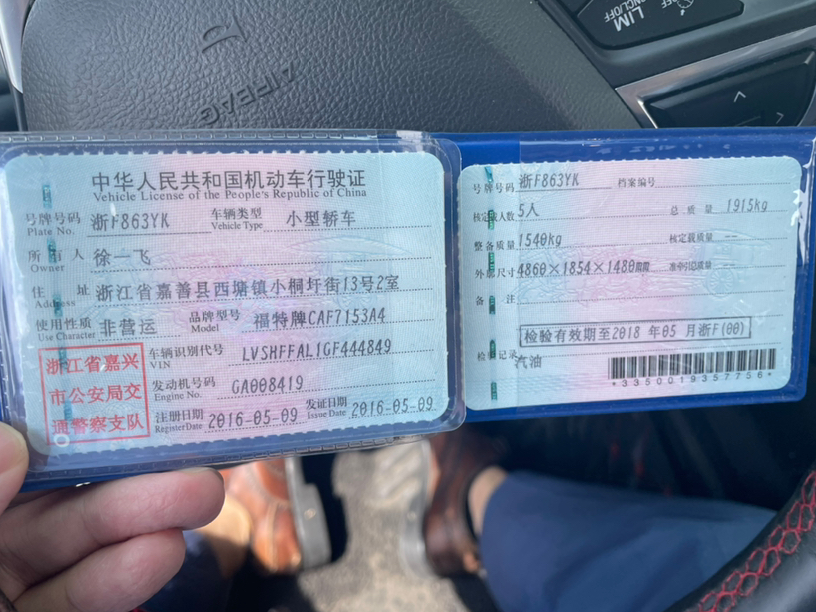 LIM
CNCL/OFF
AIRBAG
中华人民共和国机动车行驶证
Vehicle License of the People's Republic of China
号牌号码 浙F863YK 车辆类型 小型轿车
Plate No. Vehicle Type
所有人 徐一飞
Owner
住址 浙江省嘉善县西塘镇小桐圩街13号2室
Address
使用性质 非营运 品牌型号 福特牌CAF7153A4
Use Character Model
浙江省嘉兴
市公安局交
通警察支队
车辆识别代号 LVSHFFAL1GF444849
VIN
发动机号码 GA008419
Engine No.
注册日期 2016-05-09 发证日期 2016-05-09
Register Date Issue Date
号牌号码 浙F863YK 档案编号
核定载人数 5人 总质量 1915kg
整备质量 1540kg 核定载质量 --
外廓尺寸 4860×1854×1480mm 准牵引总质量 --
备注
检验有效期至2018年05月浙F(00)
检验记录
汽油
*3350019357756*